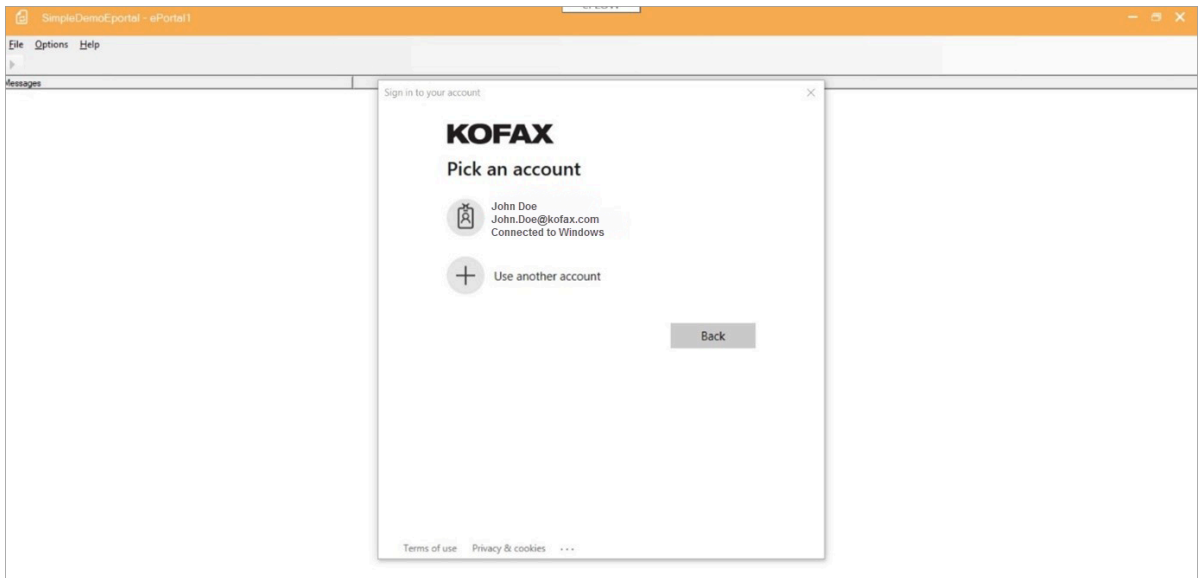 SimpleDemoEportal - ePortal1
File Options Help
Messages
Sign in to your account
KOFAX
Pick an account
John Doe
John.Doe@kofax.com
Connected to Windows
Use another account
Back
Terms of use Privacy & cookies ...